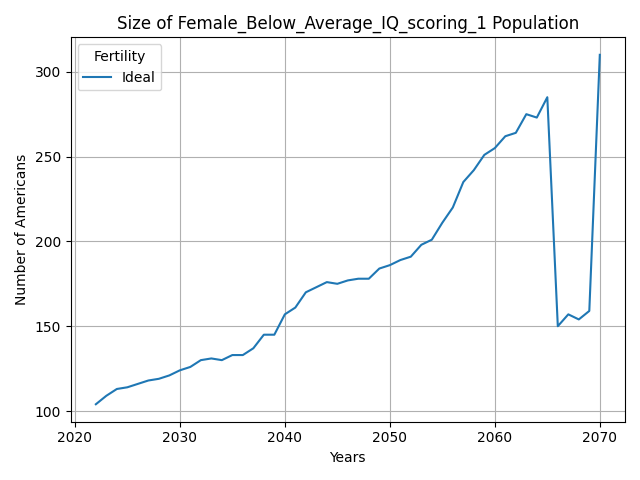 Size of Female_Below_Average_IQ_scoring_1 Population
Fertility
Ideal
Number of Americans
300
250
200
150
100
2020 2030 2040 2050 2060 2070
Years